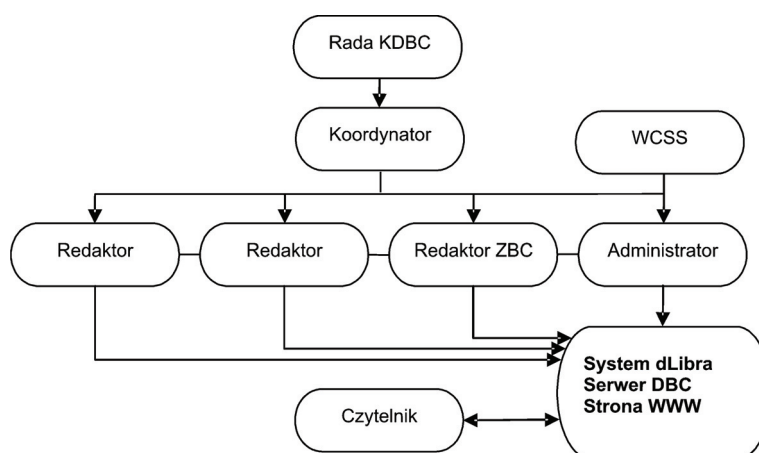 Rada KDBC
Koordynator
WCSS
Redaktor
Redaktor
Redaktor ZBC
Administrator
System dLibra
Serwer DBC
Strona WWW
Czytelnik